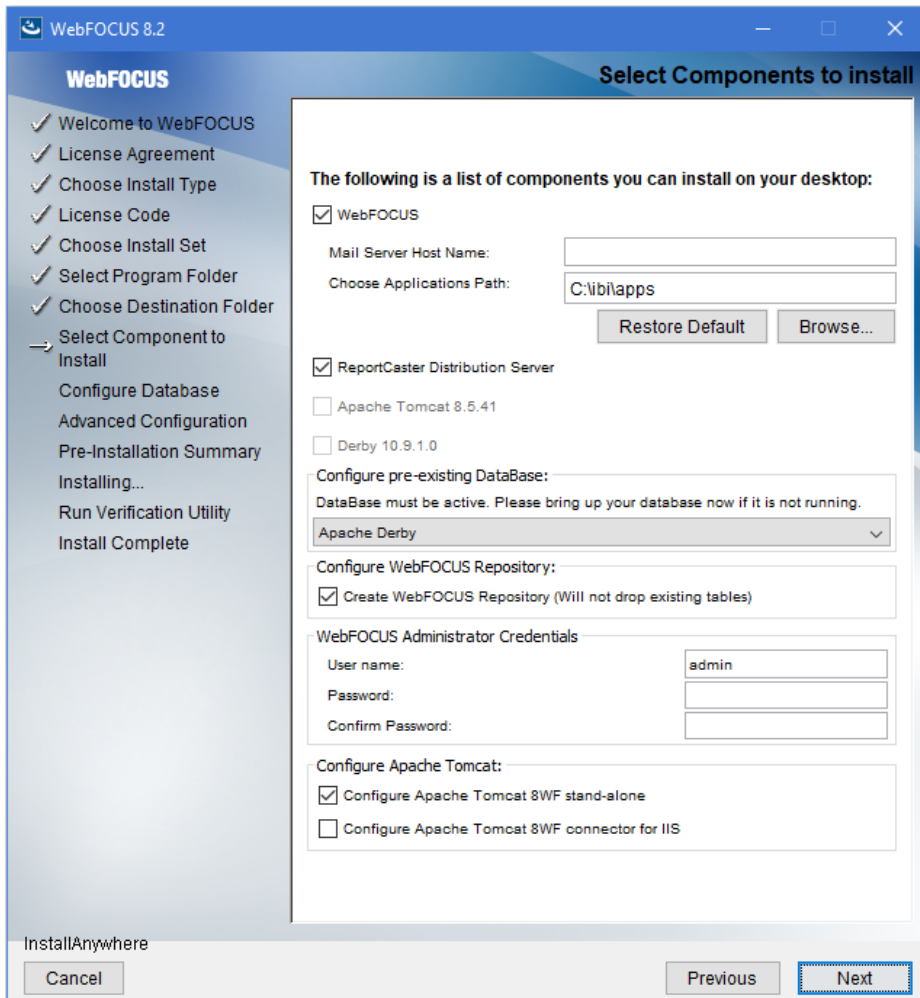 WebFOCUS 8.2
WebFOCUS
Select Components to install
Welcome to WebFOCUS
License Agreement
Choose Install Type
License Code
Choose Install Set
Select Program Folder
Choose Destination Folder
Select Component to
Install
Configure Database
Advanced Configuration
Pre-Installation Summary
Installing...
Run Verification Utility
Install Complete
The following is a list of components you can install on your desktop:
WebFOCUS
Mail Server Host Name:
Choose Applications Path:
C:\ibi\apps
Restore Default
Browse...
ReportCaster Distribution Server
Apache Tomcat 8.5.41
Derby 10.9.1.0
Configure pre-existing DataBase:
DataBase must be active. Please bring up your database now if it is not running.
Apache Derby
Configure WebFOCUS Repository:
Create WebFOCUS Repository (Will not drop existing tables)
WebFOCUS Administrator Credentials
User name:
admin
Password:
Confirm Password:
Configure Apache Tomcat:
Configure Apache Tomcat 8WF stand-alone
Configure Apache Tomcat 8WF connector for IIS
InstallAnywhere
Cancel
Previous
Next